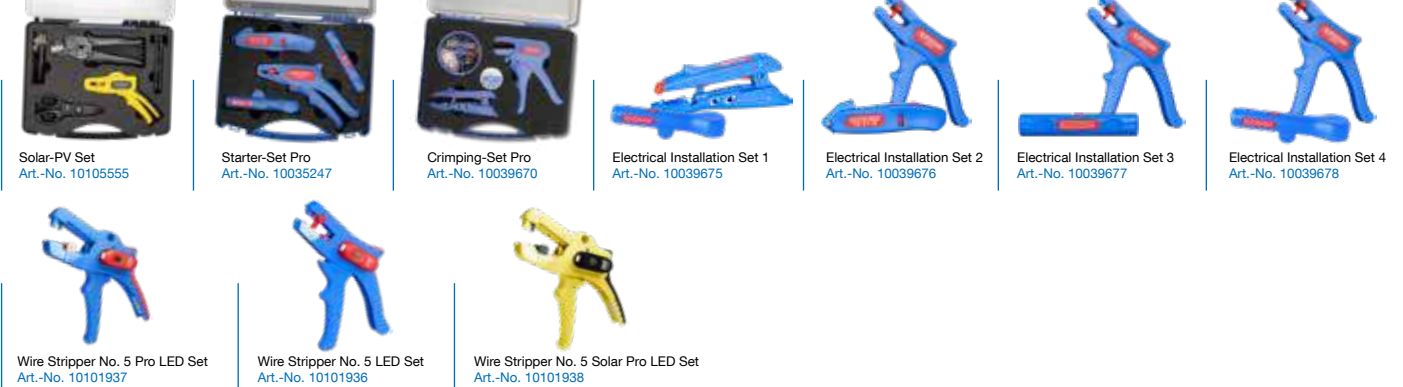 Solar-PV Set
Art.-No. 10105555
Starter-Set Pro
Art.-No. 10035247
Crimping-Set Pro
Art.-No. 10039670
Electrical Installation Set 1
Art.-No. 10039675
Electrical Installation Set 2
Art.-No. 10039676
Electrical Installation Set 3
Art.-No. 10039677
Electrical Installation Set 4
Art.-No. 10039678
Wire Stripper No. 5 Pro LED Set
Art.-No. 10101937
Wire Stripper No. 5 LED Set
Art.-No. 10101936
Wire Stripper No. 5 Solar Pro LED Set
Art.-No. 10101938